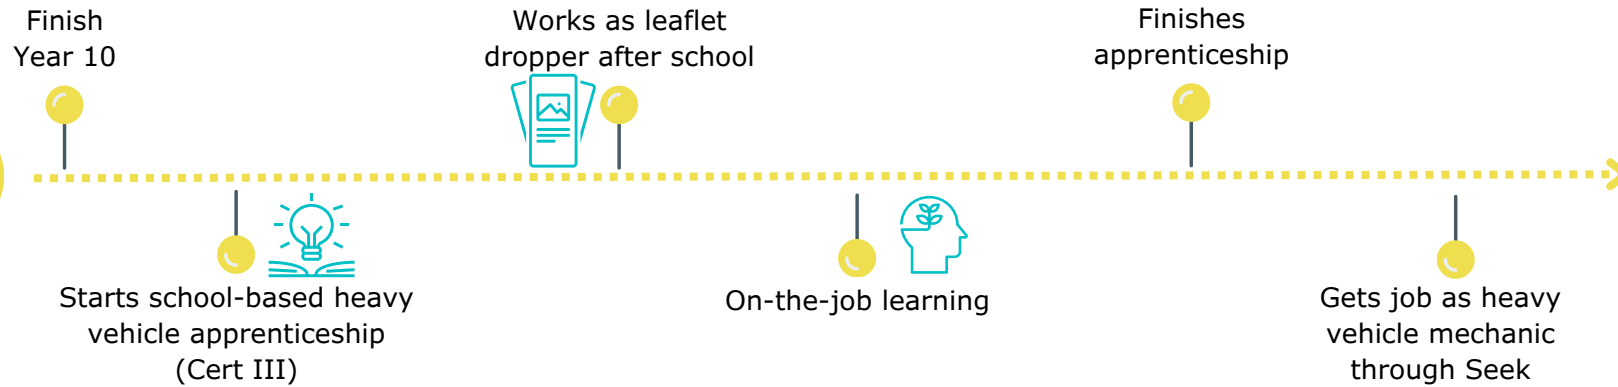 Finish
Year 10
Starts school-based heavy
vehicle apprenticeship
(Cert III)
Works as leaflet
dropper after school
On-the-job learning
Finishes
apprenticeship
Gets job as heavy
vehicle mechanic
through Seek